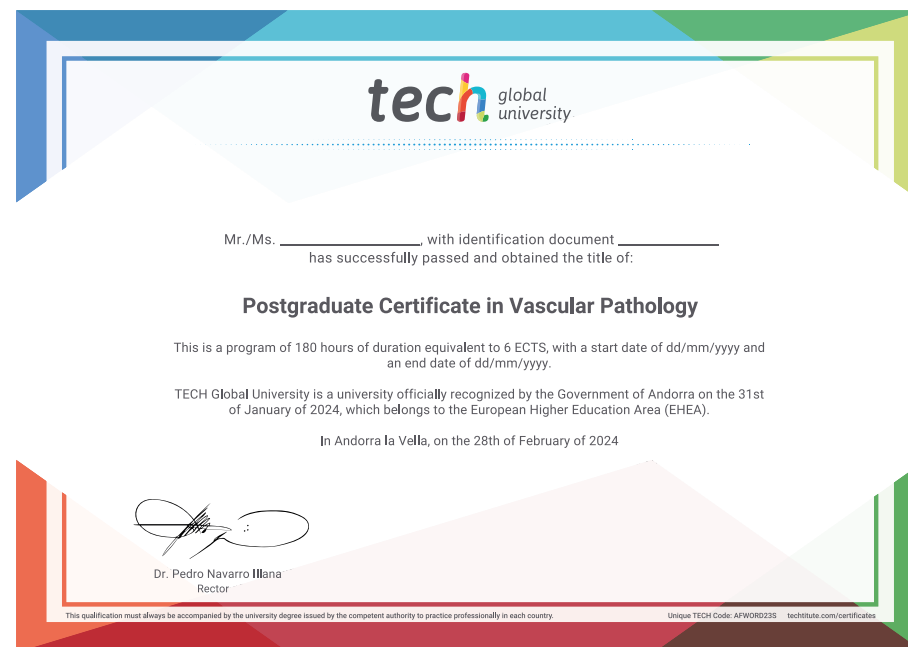 tech global university
Mr./Ms. ____________________, with identification document ______________
has successfully passed and obtained the title of:
Postgraduate Certificate in Vascular Pathology
This is a program of 180 hours of duration equivalent to 6 ECTS, with a start date of dd/mm/yyyy and
an end date of dd/mm/yyyy.
TECH Global University is a university officially recognized by the Government of Andorra on the 31st
of January of 2024, which belongs to the European Higher Education Area (EHEA).
In Andorra la Vella, on the 28th of February of 2024
Dr. Pedro Navarro Illana
Rector
This qualification must always be accompanied by the university degree issued by the competent authority to practice professionally in each country.
Unique TECH Code: AFWORD23S techtitute.com/certificates